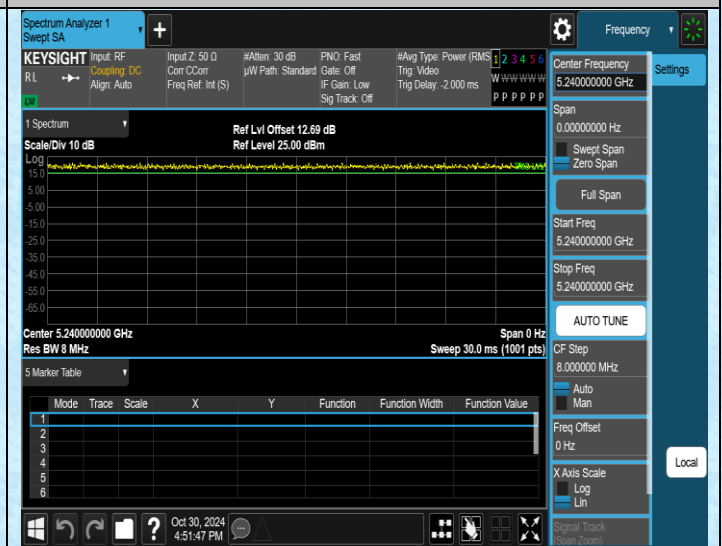 Spectrum Analyzer 1
Swept SA
+
Frequency
KEYSIGHT
R L
LXI
Input: RF
Coupling: DC
Align: Auto
Input Z: 50 Ω
Corr CCorr
Freq Ref: Int (S)
#Atten: 30 dB
µW Path: Standard
PNO: Fast
Gate: Off
IF Gain: Low
Sig Track: Off
#Avg Type: Power (RMS
Trig: Video
Trig Delay: -2.000 ms
1 2 3 4 5 6
W W W W W W
P P P P P P
1 Spectrum
Scale/Div 10 dB
Ref Lvl Offset 12.69 dB
Ref Level 25.00 dBm
Log
15.0
5.00
-5.00
-15.0
-25.0
-35.0
-45.0
-55.0
-65.0
Center 5.240000000 GHz
Span 0 Hz
Res BW 8 MHz
Sweep 30.0 ms (1001 pts)
5 Marker Table
Mode Trace Scale X Y Function Function Width Function Value
1
2
3
4
5
6
Oct 30, 2024
4:51:47 PM
?
Center Frequency
5.240000000 GHz
Settings
Span
0.00000000 Hz
Swept Span
Zero Span
Full Span
Start Freq
5.240000000 GHz
Stop Freq
5.240000000 GHz
AUTO TUNE
CF Step
8.000000 MHz
Auto
Man
Freq Offset
0 Hz
X Axis Scale
Log
Lin
Local
Signal Track
(Span Zoom)